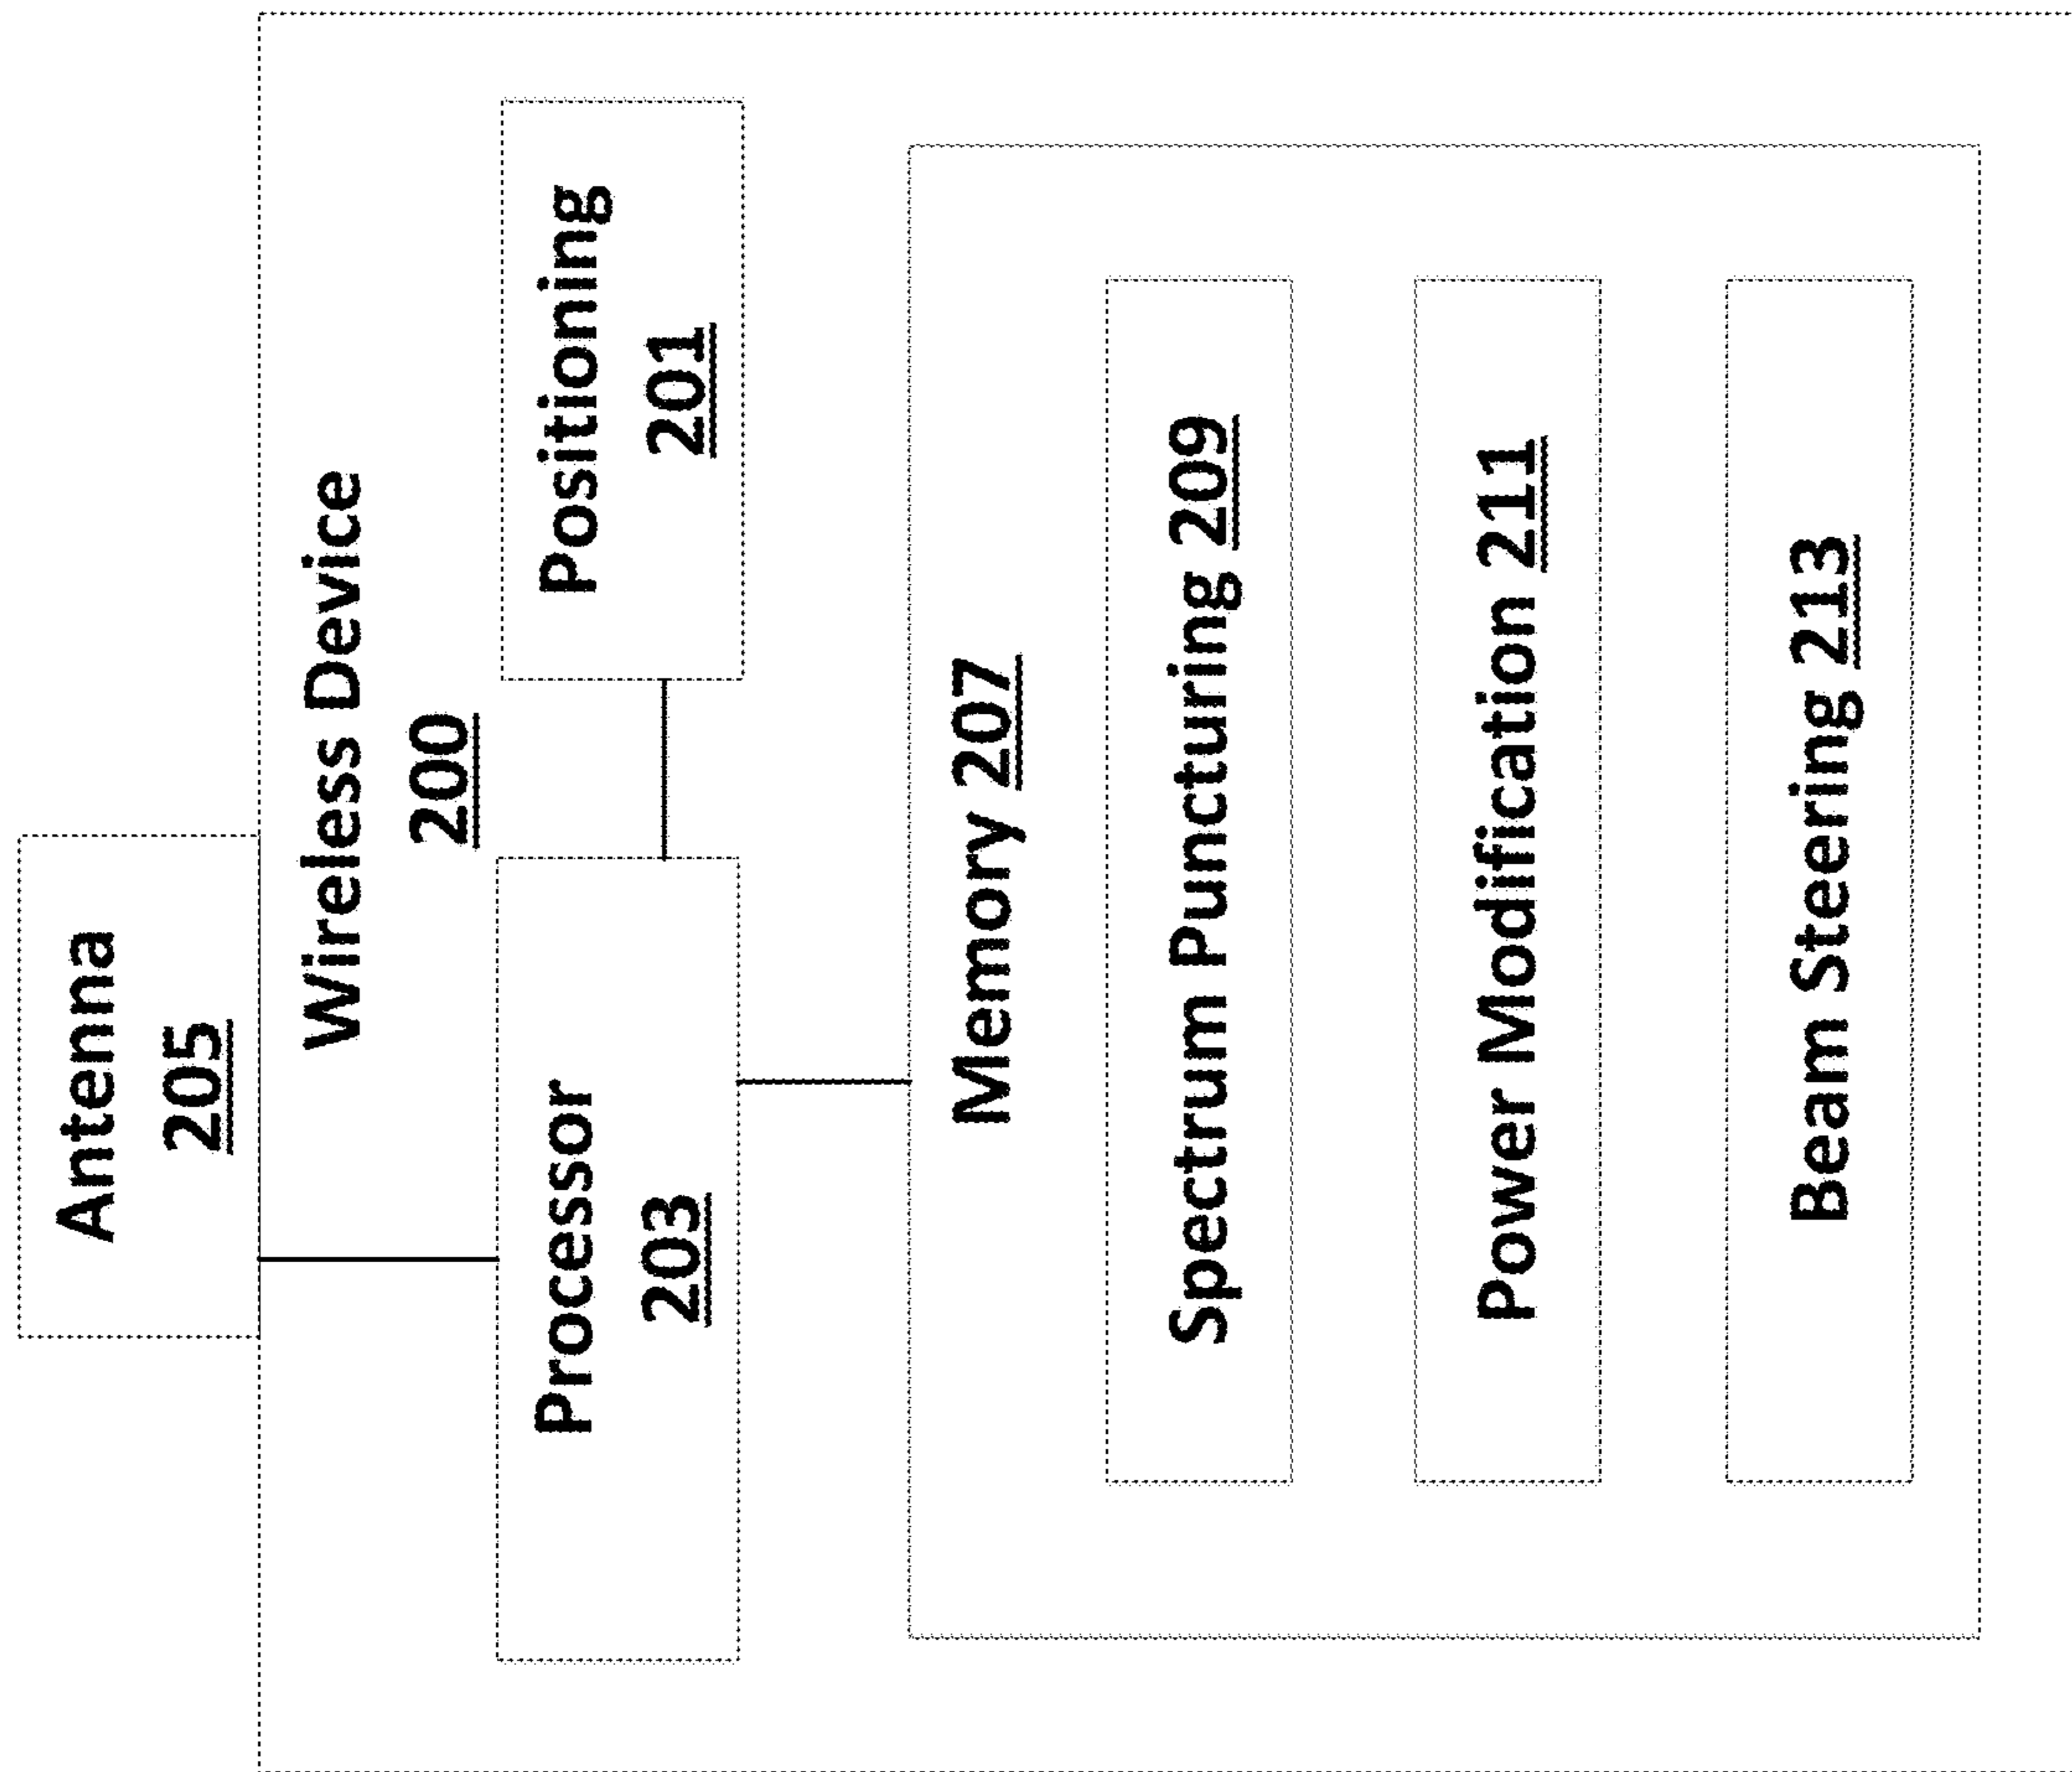 Antenna
205
Wireless Device
200
Processor
203
Positioning
201
Memory 207
Spectrum Puncturing 209
Power Modification 211
Beam Steering 213